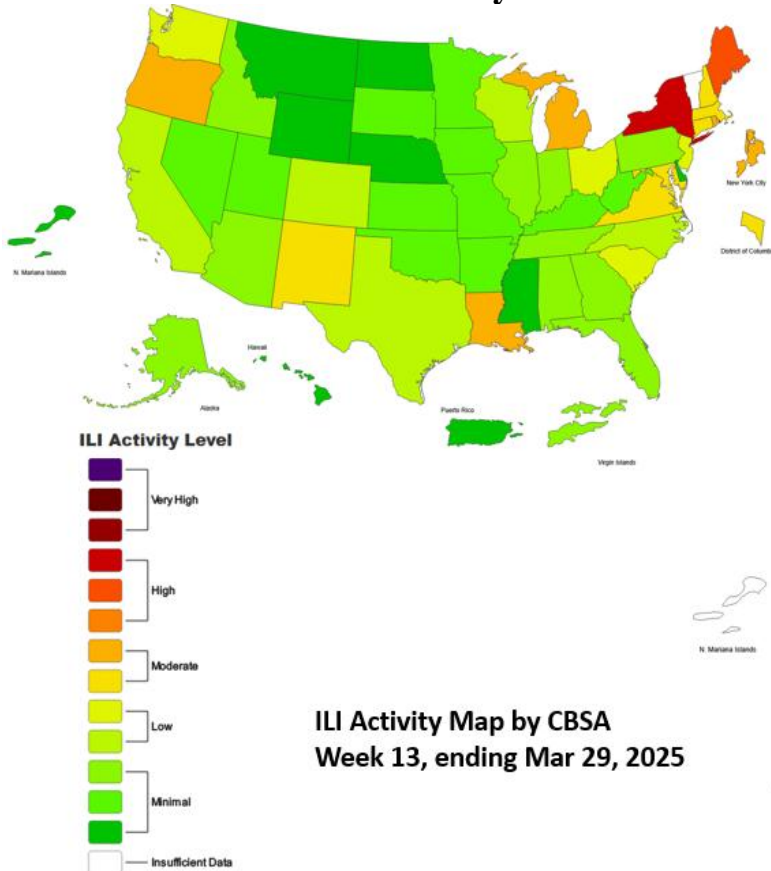 New York City
District of Columb
N. Mariana Islands
Hawaii
Alaska
Puerto Rico
Virgin Islands
ILI Activity Level
Very High
High
Moderate
Low
Minimal
Insufficient Data
N. Mariana Islands
ILI Activity Map by CBSA
Week 13, ending Mar 29, 2025